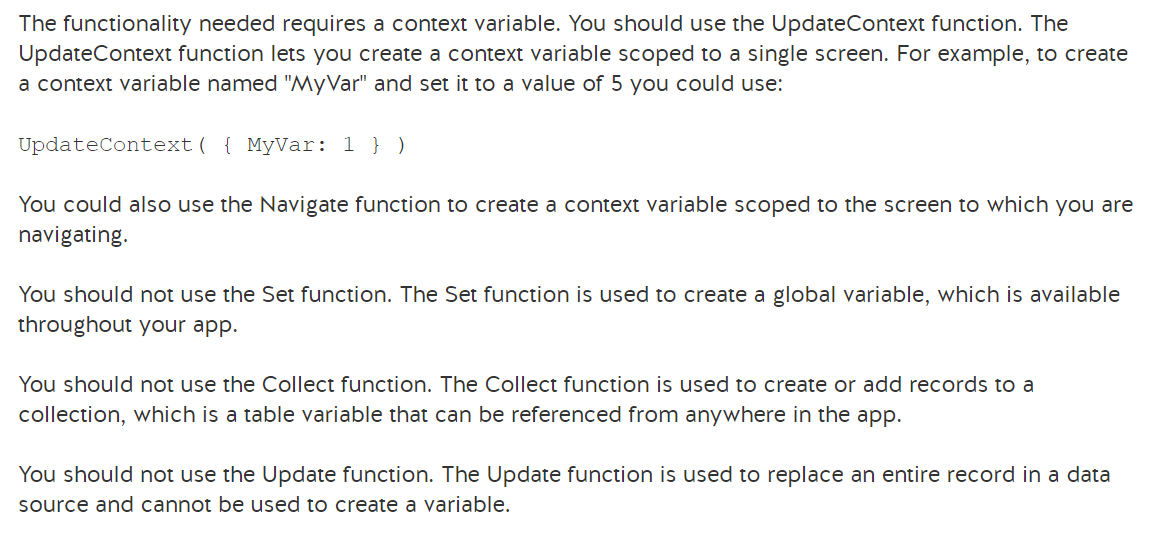 The functionality needed requires a context variable. You should use the UpdateContext function. The
UpdateContext function lets you create a context variable scoped to a single screen. For example, to create
a context variable named "MyVar" and set it to a value of 5 you could use:
UpdateContext( { MyVar: 1 } )
You could also use the Navigate function to create a context variable scoped to the screen to which you are
navigating.
You should not use the Set function. The Set function is used to create a global variable, which is available
throughout your app.
You should not use the Collect function. The Collect function is used to create or add records to a
collection, which is a table variable that can be referenced from anywhere in the app.
You should not use the Update function. The Update function is used to replace an entire record in a data
source and cannot be used to create a variable.